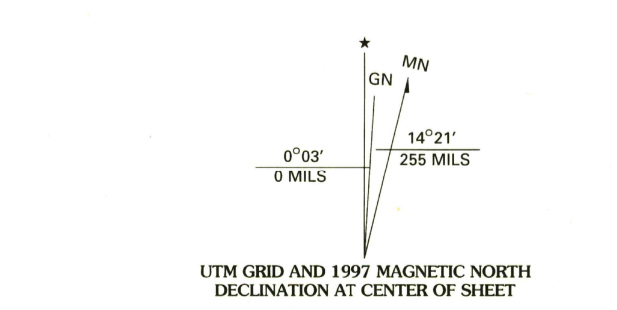 ★
GN
MN
0°03′
0 MILS
14°21′
255 MILS
UTM GRID AND 1997 MAGNETIC NORTH
DECLINATION AT CENTER OF SHEET